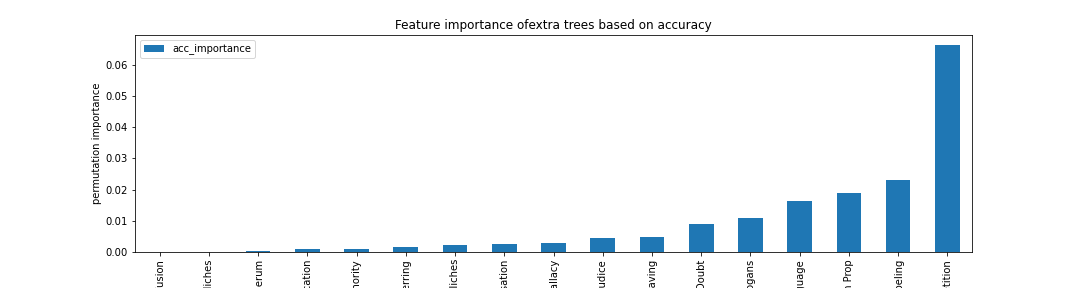 Feature importance ofextra trees based on accuracy
acc_importance
permutation importance
0.06
0.05
0.04
0.03
0.02
0.01
0.00
usion
liches
erum
tation
hority
erring
liches
sation
allacy
udice
aving
Doubt
ogans
guage
n Prop
beling
tition